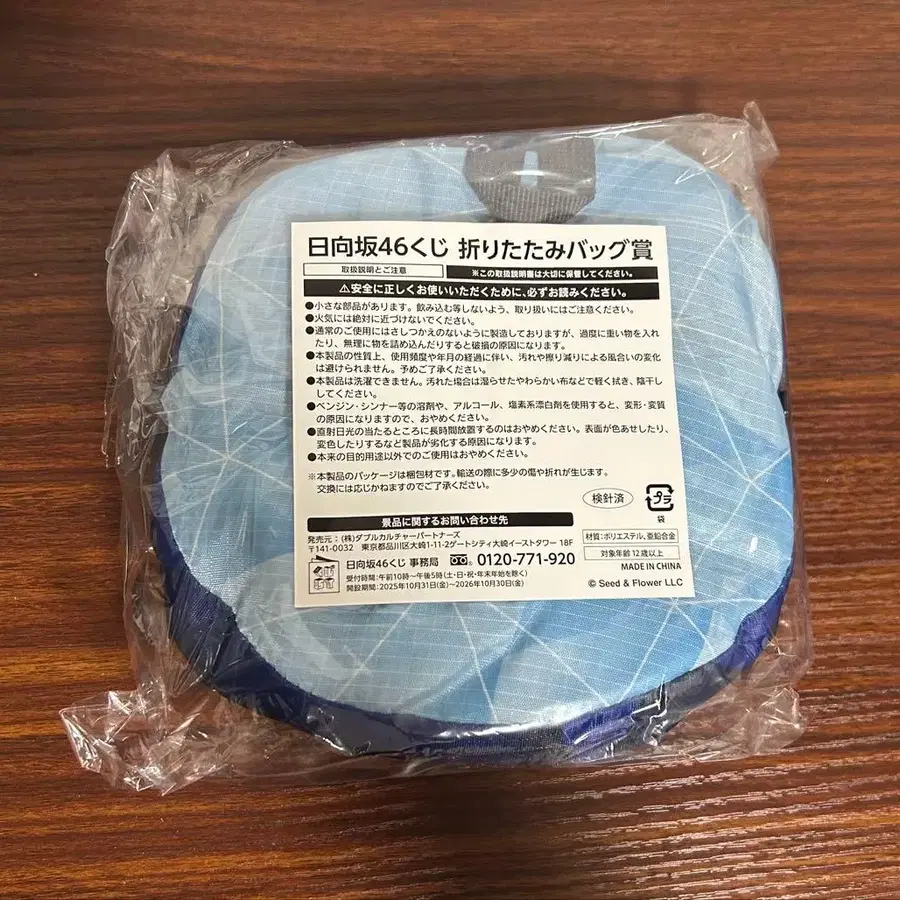 日向坂46くじ 折りたたみバッグ賞
取扱説明とご注意
※この取扱説明書は大切に保管してください。
⚠安全に正しくお使いいただくために、必ずお読みください。
●小さな部品があります。飲み込む等しないよう、取り扱いにはご注意ください。
●火気には絶対に近づけないでください。
●通常のご使用にはさしつかえのないように製造しておりますが、過度に重い物を入れ
たり、無理に物を詰め込んだりすると破損の原因になります。
●本製品の性質上、使用頻度や年月の経過に伴い、汚れや擦り減りによる風合いの変化
は避けられません。予めご了承ください。
●本製品は洗濯できません。汚れた場合は湿らせたやわらかい布などで軽く拭き、陰干し
してください。
●ベンジン・シンナー等の溶剤や、アルコール、塩素系漂白剤を使用すると、変形・変質
の原因になりますので、おやめください。
●直射日光の当たるところに長時間放置するのはおやめください。表面が色あせしたり、
変色したりするなど製品が劣化する原因になります。
●本来の目的用途以外でのご使用はおやめください。
※本製品のパッケージは梱包材です。輸送の際に多少の傷や折れが生じます。
交換には応じかねますのでご了承ください。
検針済
プラ
袋
景品に関するお問い合わせ先
発売元:(株)ダブルカルチャーパートナーズ
〒141-0032 東京都品川区大崎1-11-2ゲートシティ大崎イーストタワー 18F
日向坂46くじ 事務局 0120-771-920
受付時間:午前10時〜午後5時(土・日・祝・年末年始を除く)
開設期間:2025年10月31日(金)〜2026年10月30日(金)
材質:ポリエステル、亜鉛合金
対象年齢12歳以上
MADE IN CHINA
© Seed & Flower LLC